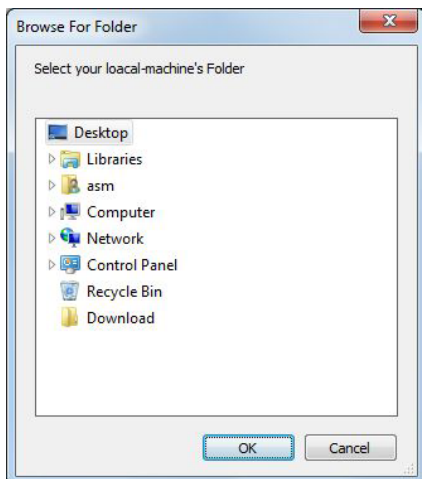 Browse For Folder
Select your loacal-machine's Folder
Desktop
Libraries
asm
Computer
Network
Control Panel
Recycle Bin
Download
OK
Cancel